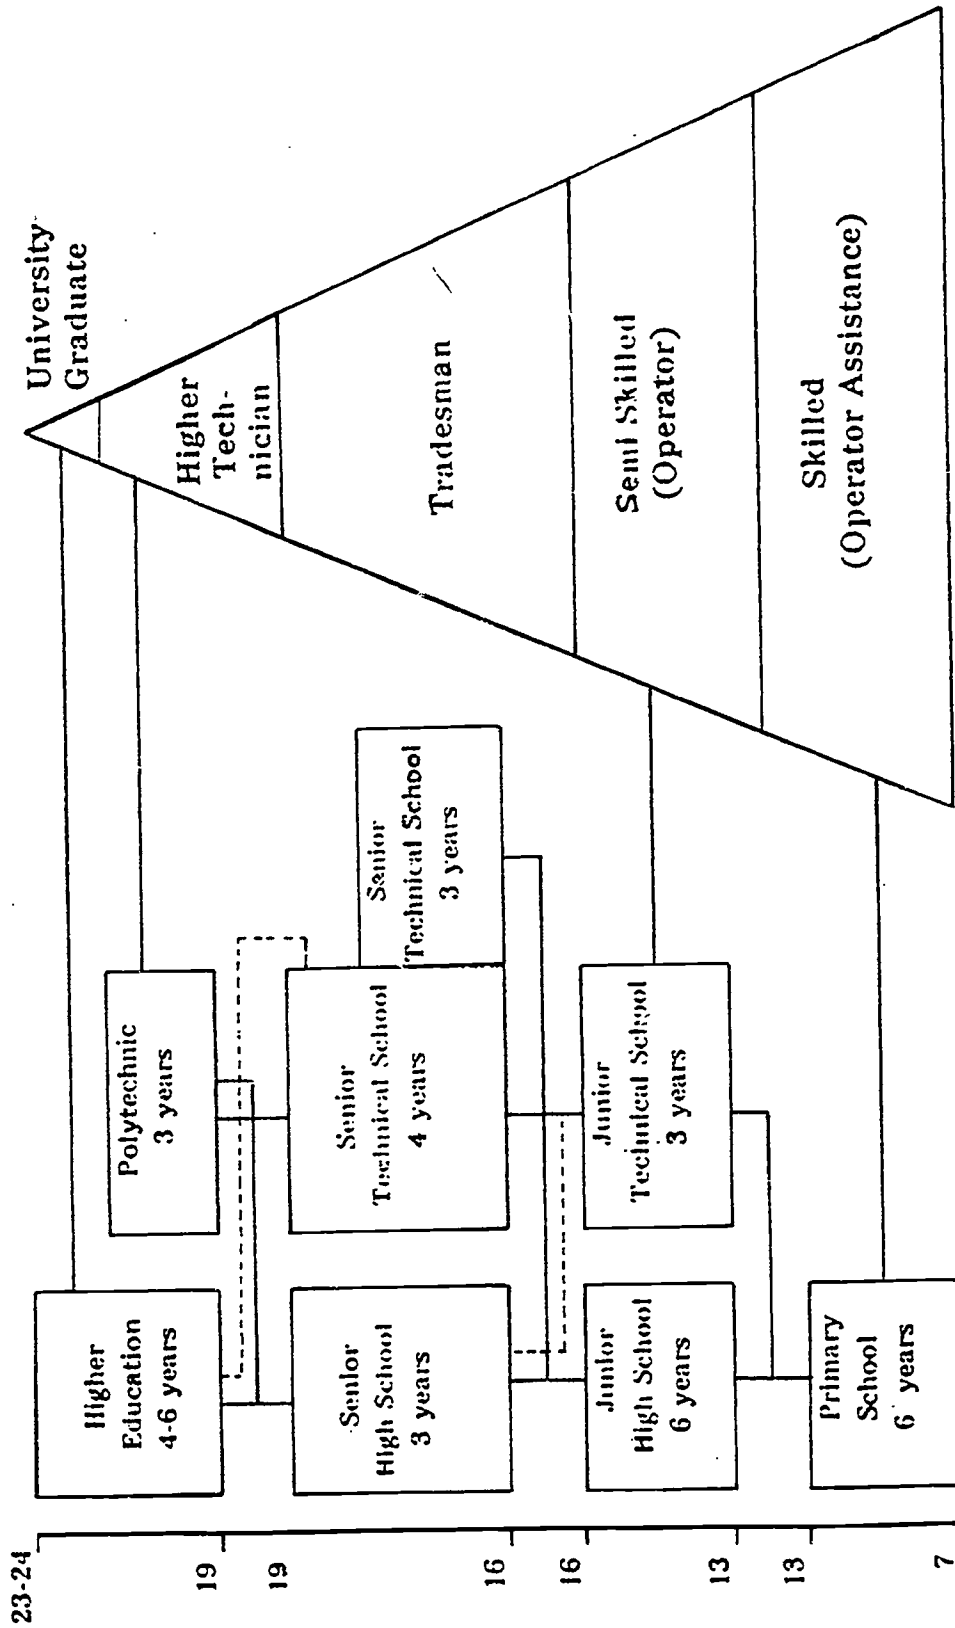 23-24
19
19
16
16
13
13
7
Higher
Education
4-6 years
Polytechnic
3 years
Senior
High School
3 years
Senior
Technical School
4 years
Senior
Technical School
3 years
Junior
High School
6 years
Junior
Technical School
3 years
Primary
School
6 years
University
Graduate
Higher
Tech-
nician
Tradesman
Semi Skilled
(Operator)
Skilled
(Operator Assistance)